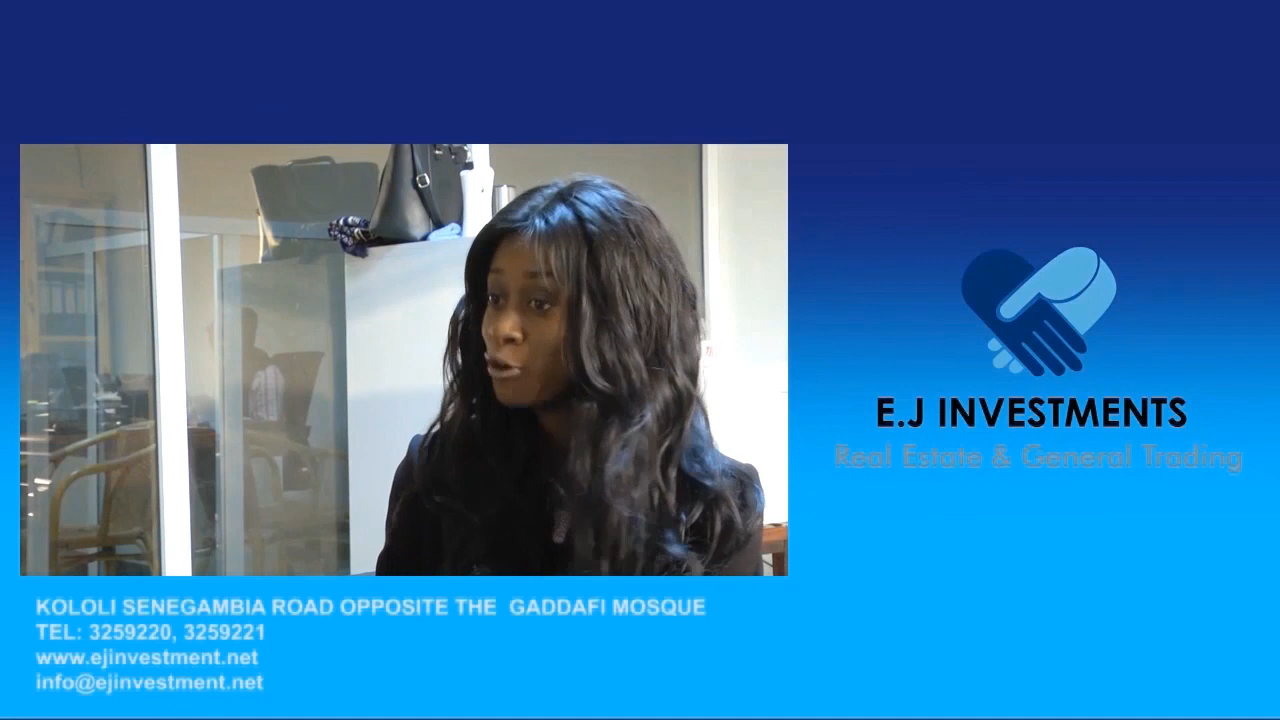 E.J INVESTMENTS
Real Estate & General Trading
KOLOLI SENEGAMBIA ROAD OPPOSITE THE GADDAFI MOSQUE
TEL: 3259220, 3259221
www.ejinvestment.net
info@ejinvestment.net